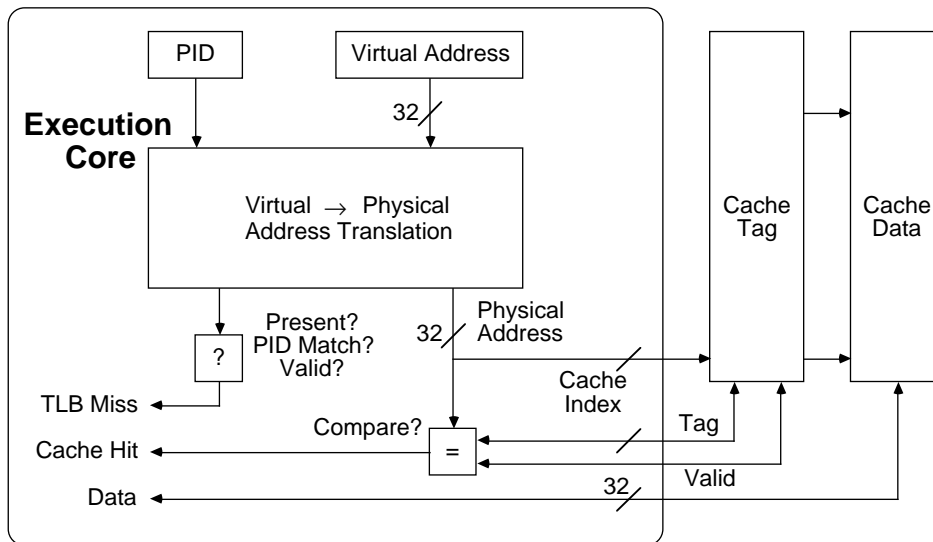 PID
Virtual Address
32
Execution
Core
Virtual → Physical
Address Translation
Cache
Tag
Cache
Data
Present?
PID Match?
Valid?
?
32
Physical
Address
Cache
Index
TLB Miss
Compare?
Tag
Cache Hit
=
Valid
Data
32